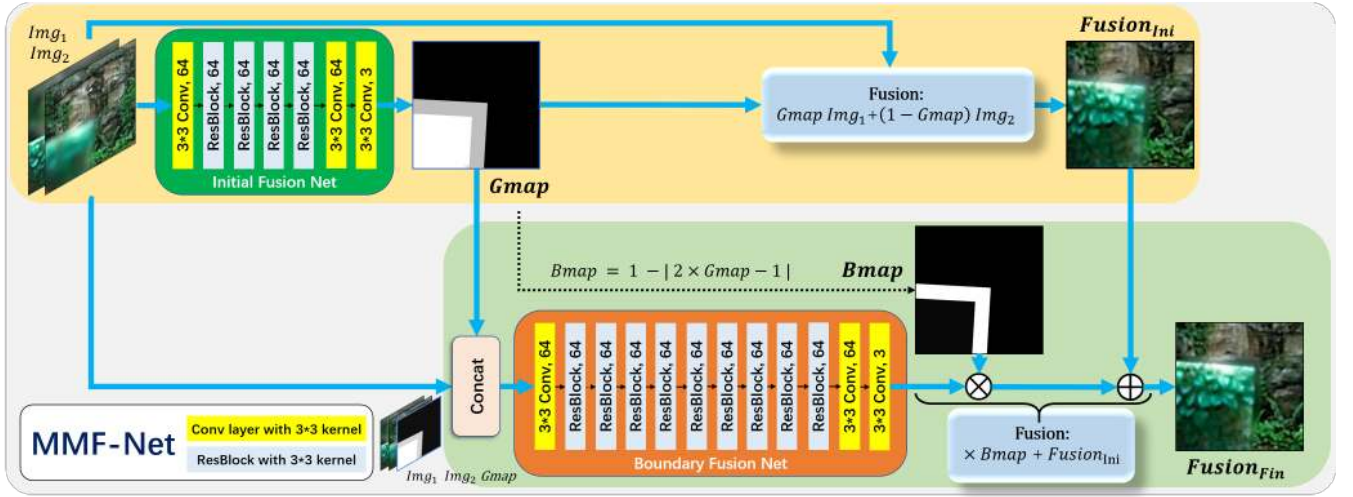 Img₁
Img₂
3*3 Conv, 64
ResBlock, 64
ResBlock, 64
ResBlock, 64
ResBlock, 64
3*3 Conv, 64
3*3 Conv, 3
Initial Fusion Net
Gmap
Fusion:
Gmap Img₁+(1 − Gmap) Img₂
Fusion_Ini
Bmap = 1 − | 2 × Gmap − 1 |
Bmap
Concat
3*3 Conv, 64
ResBlock, 64
ResBlock, 64
ResBlock, 64
ResBlock, 64
ResBlock, 64
ResBlock, 64
ResBlock, 64
ResBlock, 64
3*3 Conv, 64
3*3 Conv, 3
Boundary Fusion Net
Fusion:
× Bmap + Fusion_Ini
Fusion_Fin
MMF-Net
Conv layer with 3*3 kernel
ResBlock with 3*3 kernel
Img₁ Img₂ Gmap